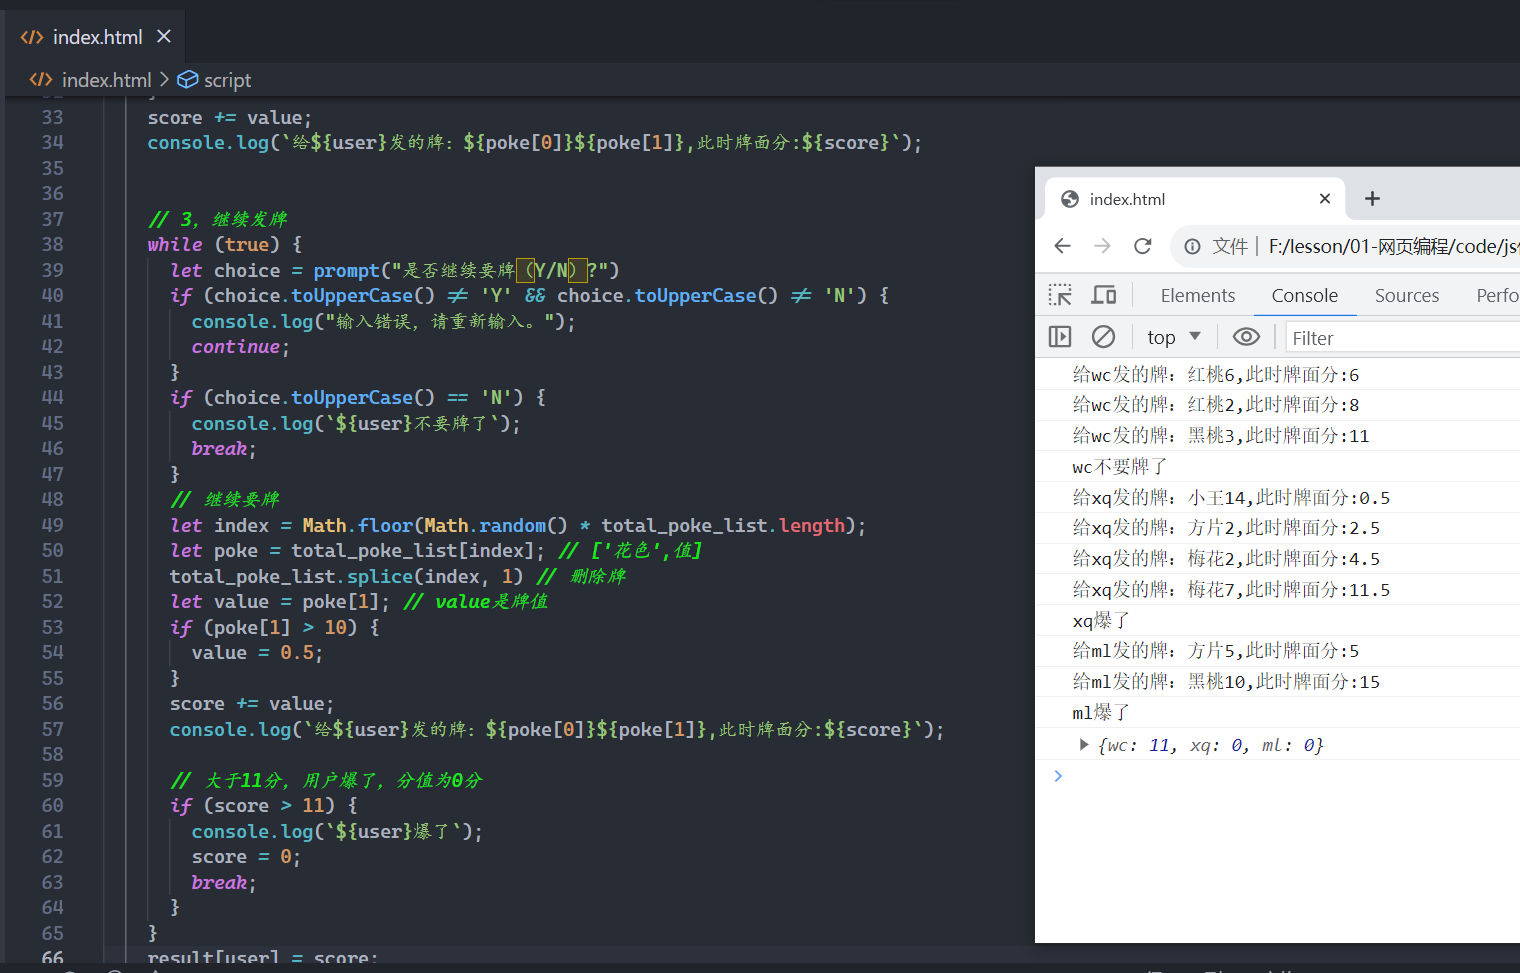 index.html
index.html > script
33 score += value;
34 console.log(`给${user}发的牌：${poke[0]}${poke[1]},此时牌面分:${score}`);
35
36
37 // 3，继续发牌
38 while (true) {
39 let choice = prompt("是否继续要牌（Y/N）?")
40 if (choice.toUpperCase() != 'Y' && choice.toUpperCase() != 'N') {
41 console.log("输入错误，请重新输入。");
42 continue;
43 }
44 if (choice.toUpperCase() == 'N') {
45 console.log(`${user}不要牌了`);
46 break;
47 }
48 // 继续要牌
49 let index = Math.floor(Math.random() * total_poke_list.length);
50 let poke = total_poke_list[index]; // ['花色',值]
51 total_poke_list.splice(index, 1) // 删除牌
52 let value = poke[1]; // value是牌值
53 if (poke[1] > 10) {
54 value = 0.5;
55 }
56 score += value;
57 console.log(`给${user}发的牌：${poke[0]}${poke[1]},此时牌面分:${score}`);
58
59 // 大于11分，用户爆了，分值为0分
60 if (score > 11) {
61 console.log(`${user}爆了`);
62 score = 0;
63 break;
64 }
65 }
66 result[user] = score;
index.html
文件 | F:/lesson/01-网页编程/code/js
Elements Console Sources Perfo
top Filter
给wc发的牌：红桃6,此时牌面分:6
给wc发的牌：红桃2,此时牌面分:8
给wc发的牌：黑桃3,此时牌面分:11
wc不要牌了
给xq发的牌：小王14,此时牌面分:0.5
给xq发的牌：方片2,此时牌面分:2.5
给xq发的牌：梅花2,此时牌面分:4.5
给xq发的牌：梅花7,此时牌面分:11.5
xq爆了
给ml发的牌：方片5,此时牌面分:5
给ml发的牌：黑桃10,此时牌面分:15
ml爆了
{wc: 11, xq: 0, ml: 0}